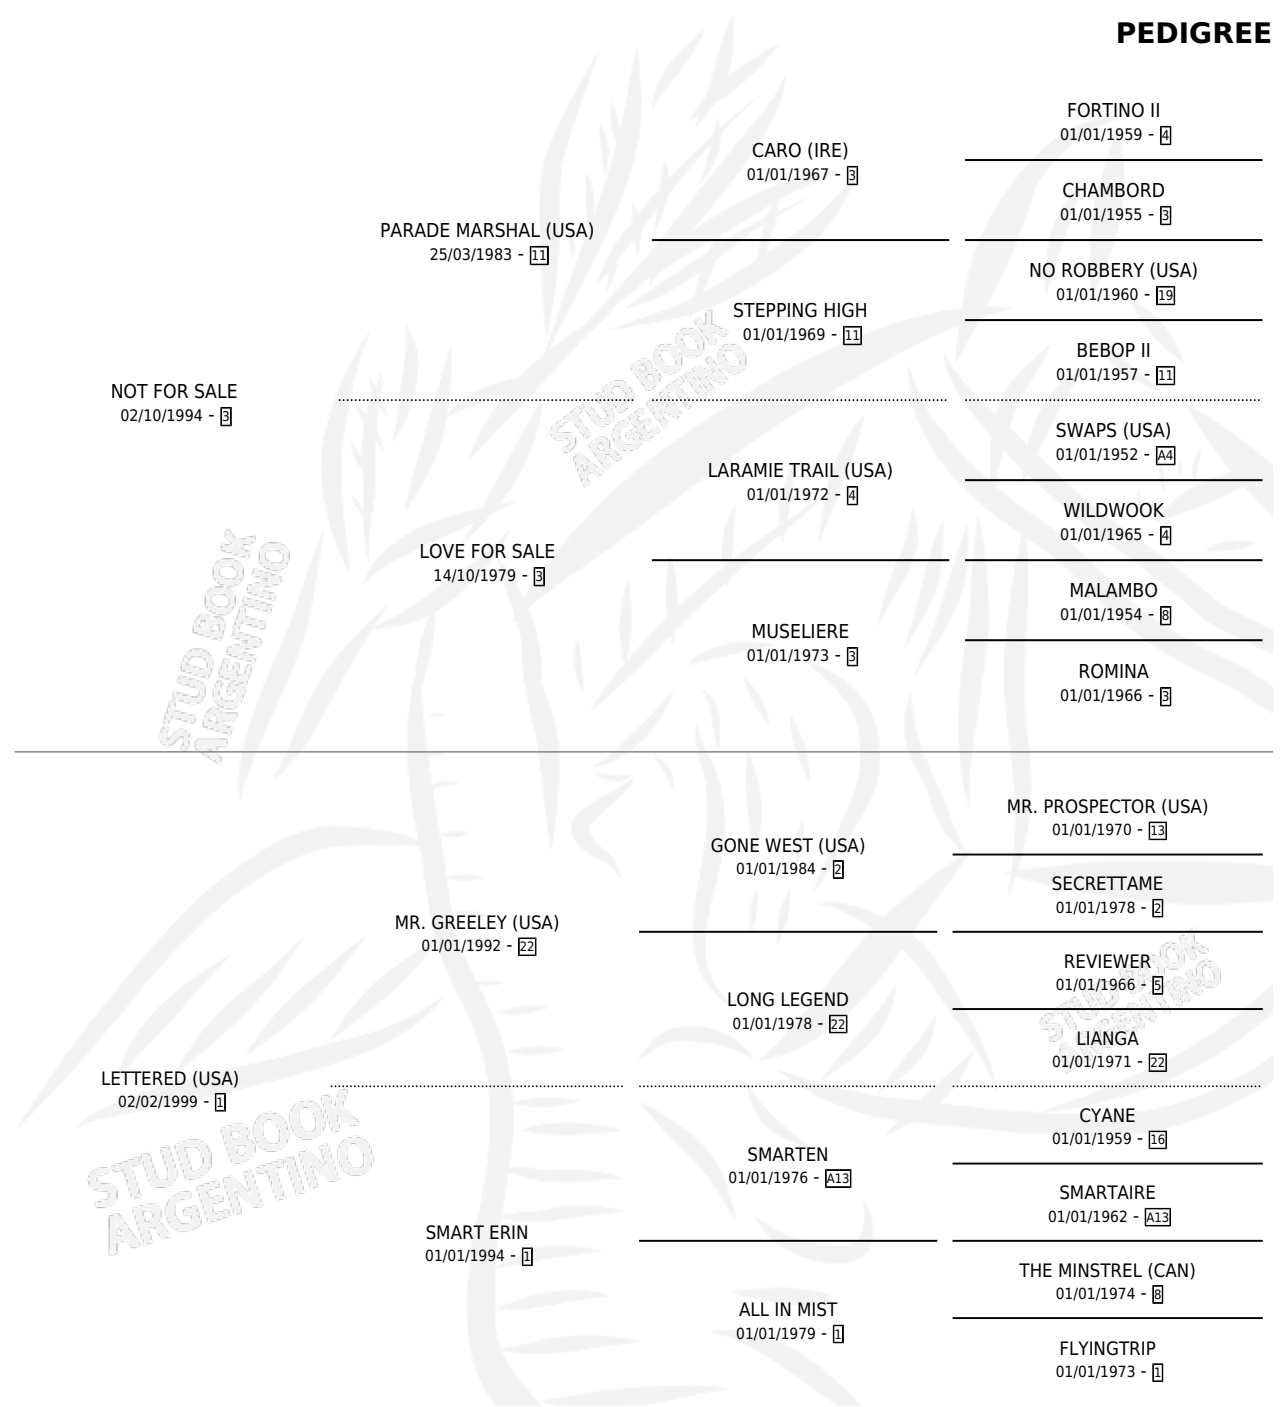 PEDIGREE
FORTINO II
01/01/1959 - 4
CARO (IRE)
01/01/1967 - 3
CHAMBORD
01/01/1955 - 3
PARADE MARSHAL (USA)
25/03/1983 - 11
NO ROBBERY (USA)
01/01/1960 - 19
STEPPING HIGH
01/01/1969 - 11
BEBOP II
01/01/1957 - 11
NOT FOR SALE
02/10/1994 - 3
SWAPS (USA)
01/01/1952 - A4
LARAMIE TRAIL (USA)
01/01/1972 - 4
WILDWOOK
01/01/1965 - 4
LOVE FOR SALE
14/10/1979 - 3
MALAMBO
01/01/1954 - 8
MUSELIERE
01/01/1973 - 3
ROMINA
01/01/1966 - 3
MR. PROSPECTOR (USA)
01/01/1970 - 13
GONE WEST (USA)
01/01/1984 - 2
SECRETTAME
01/01/1978 - 2
MR. GREELEY (USA)
01/01/1992 - 22
REVIEWER
01/01/1966 - 5
LONG LEGEND
01/01/1978 - 22
LIANGA
01/01/1971 - 22
LETTERED (USA)
02/02/1999 - 1
CYANE
01/01/1959 - 16
SMARTEN
01/01/1976 - A13
SMARTAIRE
01/01/1962 - A13
SMART ERIN
01/01/1994 - 1
THE MINSTREL (CAN)
01/01/1974 - 8
ALL IN MIST
01/01/1979 - 1
FLYINGTRIP
01/01/1973 - 1
STUD BOOK
ARGENTINO
STUD BOOK
ARGENTINO
STUD BOOK
ARGENTINO
STUD BOOK
ARGENTINO